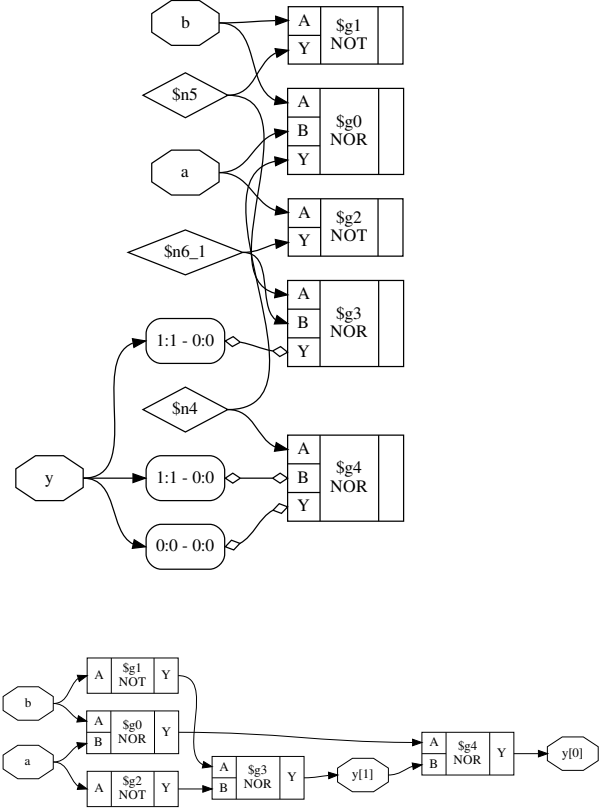 b
A
$g1
Y
NOT
$n5
A
B
$g0
NOR
Y
a
A
$g2
Y
NOT
$n6_1
A
B
$g3
NOR
1:1 - 0:0
Y
$n4
A
y
1:1 - 0:0
B
$g4
NOR
Y
0:0 - 0:0
A
$g1
NOT
Y
b
A
B
$g0
NOR
Y
a
A
$g2
NOT
Y
A
B
$g3
NOR
Y
y[1]
A
B
$g4
NOR
Y
y[0]